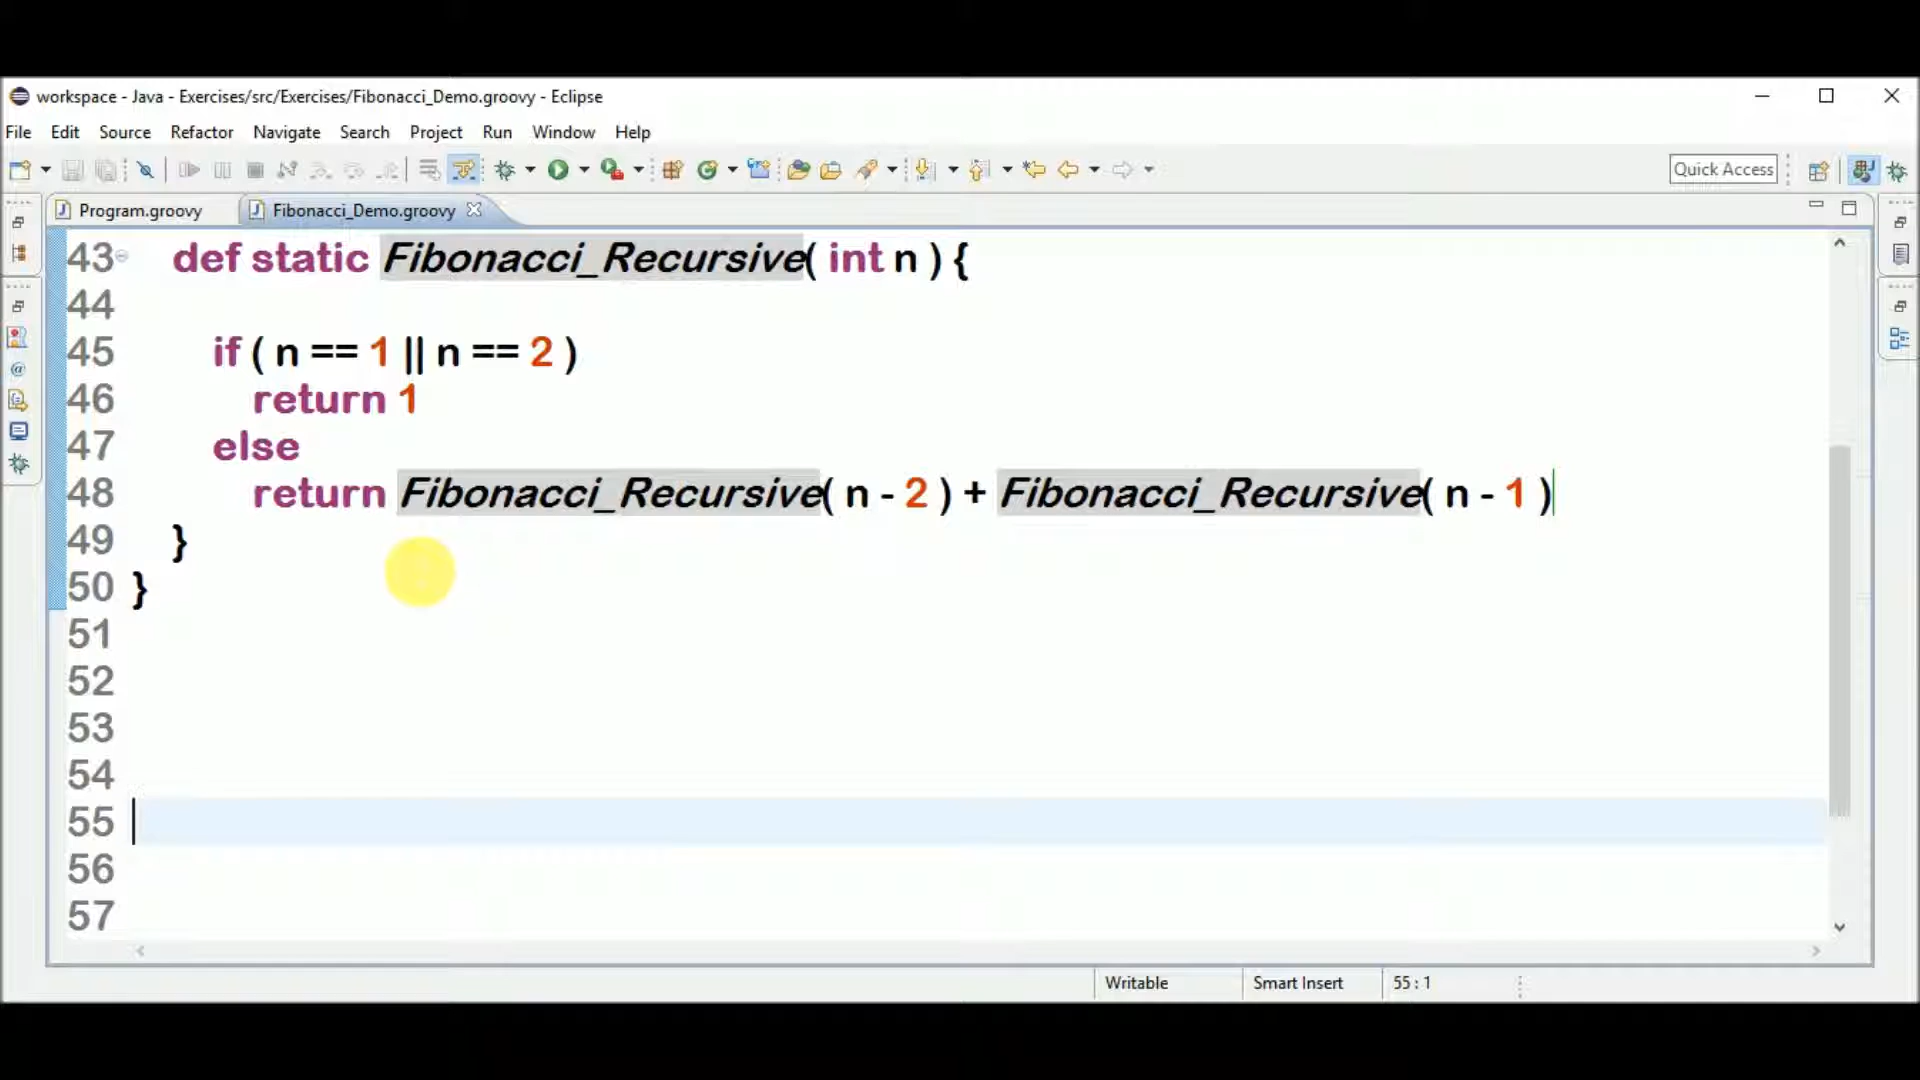 workspace - Java - Exercises/src/Exercises/Fibonacci_Demo.groovy - Eclipse
File Edit Source Refactor Navigate Search Project Run Window Help
Quick Access
Program.groovy Fibonacci_Demo.groovy
43 def static Fibonacci_Recursive( int n ) {
44
45 if ( n == 1 || n == 2 )
46 return 1
47 else
48 return Fibonacci_Recursive( n - 2 ) + Fibonacci_Recursive( n - 1 )
49 }
50 }
51
52
53
54
55
56
57
Writable Smart Insert 55 : 1